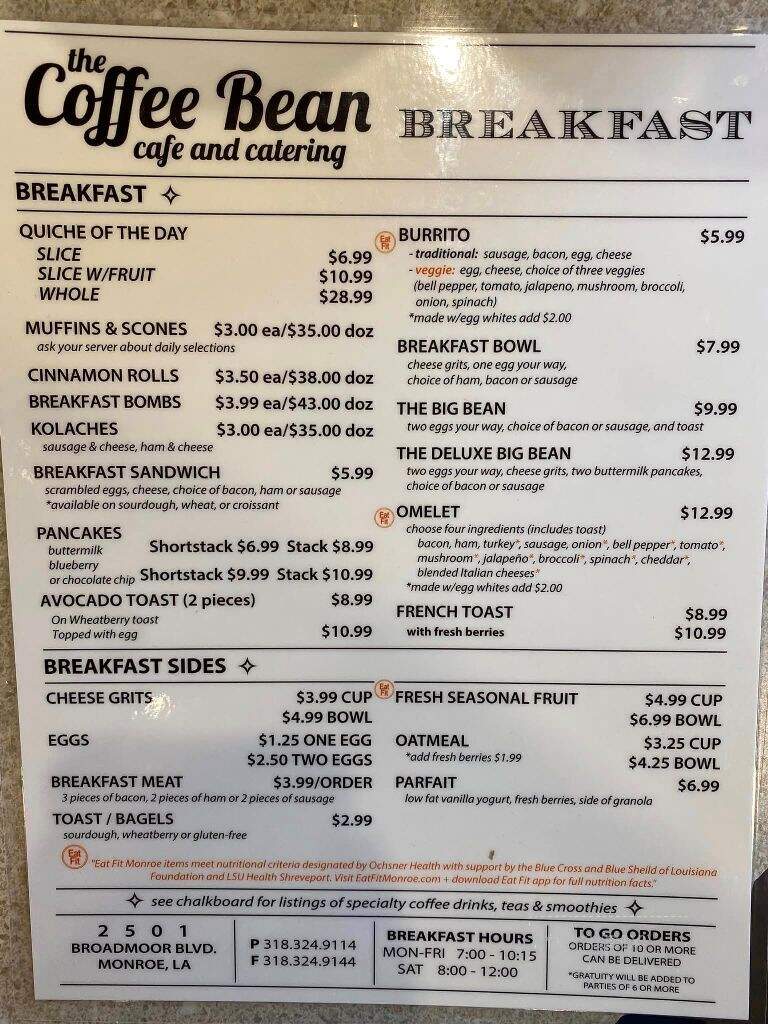 the
Coffee Bean
cafe and catering
BREAKFAST
BREAKFAST
QUICHE OF THE DAY
SLICE $6.99
SLICE W/FRUIT $10.99
WHOLE $28.99
MUFFINS & SCONES $3.00 ea/$35.00 doz
ask your server about daily selections
CINNAMON ROLLS $3.50 ea/$38.00 doz
BREAKFAST BOMBS $3.99 ea/$43.00 doz
KOLACHES $3.00 ea/$35.00 doz
sausage & cheese, ham & cheese
BREAKFAST SANDWICH $5.99
scrambled eggs, cheese, choice of bacon, ham or sausage
*available on sourdough, wheat, or croissant
PANCAKES
buttermilk Shortstack $6.99 Stack $8.99
blueberry
or chocolate chip Shortstack $9.99 Stack $10.99
AVOCADO TOAST (2 pieces) $8.99
On Wheatberry toast
Topped with egg $10.99
Eat Fit
BURRITO $5.99
- traditional: sausage, bacon, egg, cheese
- veggie: egg, cheese, choice of three veggies
(bell pepper, tomato, jalapeno, mushroom, broccoli,
onion, spinach)
*made w/egg whites add $2.00
BREAKFAST BOWL $7.99
cheese grits, one egg your way,
choice of ham, bacon or sausage
THE BIG BEAN $9.99
two eggs your way, choice of bacon or sausage, and toast
THE DELUXE BIG BEAN $12.99
two eggs your way, cheese grits, two buttermilk pancakes,
choice of bacon or sausage
Eat Fit
OMELET $12.99
choose four ingredients (includes toast)
bacon, ham, turkey*, sausage, onion*, bell pepper*, tomato*,
mushroom*, jalapeño*, broccoli*, spinach*, cheddar*,
blended Italian cheeses*
*made w/egg whites add $2.00
FRENCH TOAST $8.99
with fresh berries $10.99
BREAKFAST SIDES
CHEESE GRITS $3.99 CUP
$4.99 BOWL
EGGS $1.25 ONE EGG
$2.50 TWO EGGS
BREAKFAST MEAT $3.99/ORDER
3 pieces of bacon, 2 pieces of ham or 2 pieces of sausage
TOAST / BAGELS $2.99
sourdough, wheatberry or gluten-free
Eat Fit
FRESH SEASONAL FRUIT $4.99 CUP
$6.99 BOWL
OATMEAL $3.25 CUP
*add fresh berries $1.99 $4.25 BOWL
PARFAIT $6.99
low fat vanilla yogurt, fresh berries, side of granola
Eat Fit
"Eat Fit Monroe items meet nutritional criteria designated by Ochsner Health with support by the Blue Cross and Blue Sheild of Louisiana
Foundation and LSU Health Shreveport. Visit EatFitMonroe.com + download Eat Fit app for full nutrition facts."
see chalkboard for listings of specialty coffee drinks, teas & smoothies
2 5 0 1
BROADMOOR BLVD.
MONROE, LA
P 318.324.9114
F 318.324.9144
BREAKFAST HOURS
MON-FRI 7:00 - 10:15
SAT 8:00 - 12:00
TO GO ORDERS
ORDERS OF 10 OR MORE
CAN BE DELIVERED
*GRATUITY WILL BE ADDED TO
PARTIES OF 6 OR MORE